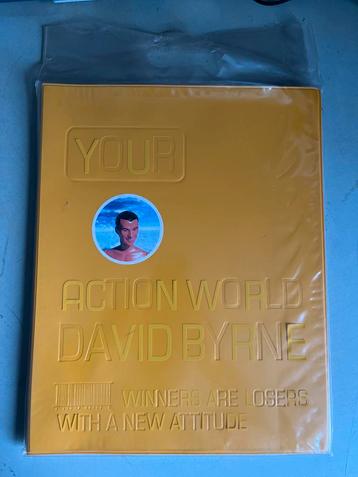 YOUR
ACTION WORLD
DAVID BYRNE
WINNERS ARE LOSERS
WITH A NEW ATTITUDE